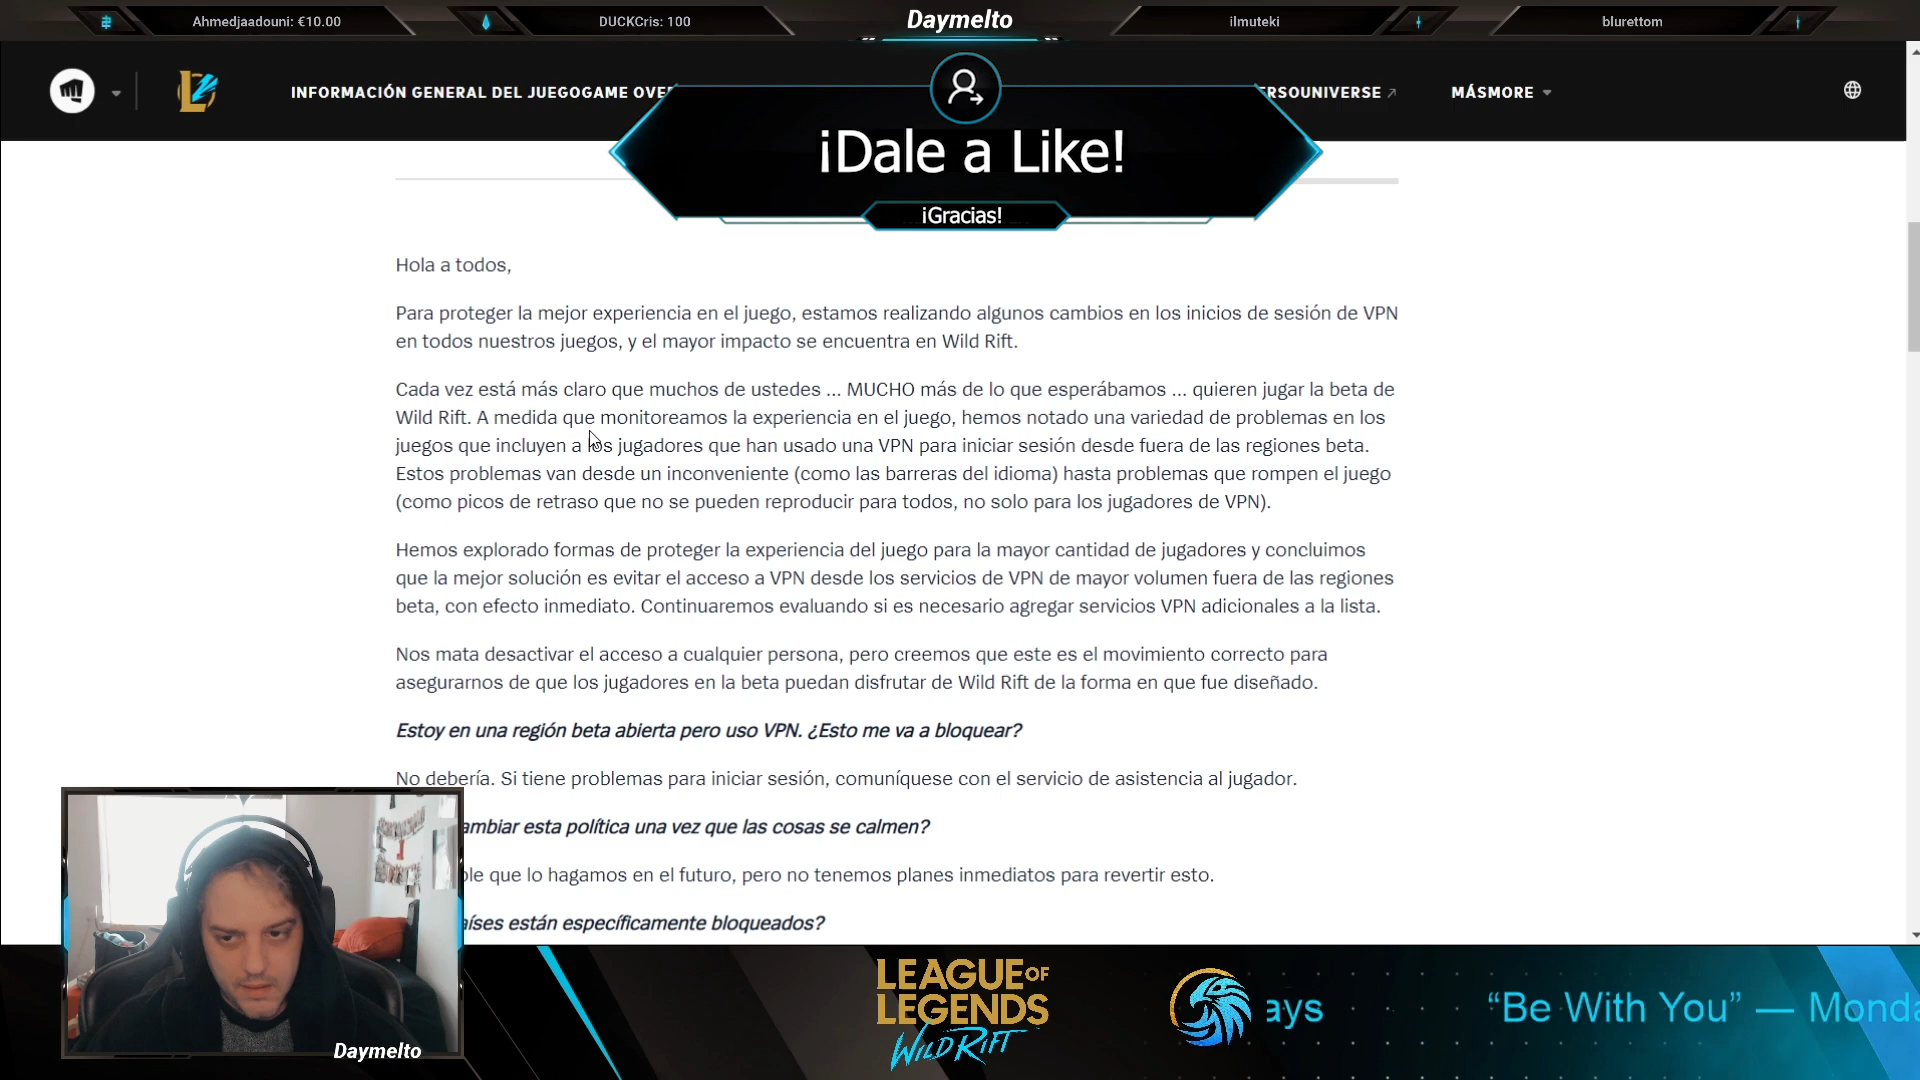 Ahmedjaadouni: €10.00
DUCKCris: 100
Daymelto
ilmuteki
blurettom
INFORMACIÓN GENERAL DEL JUEGOGAME OVE
RSOUNIVERSE
MÁSMORE
¡Dale a Like!
¡Gracias!
Hola a todos,
Para proteger la mejor experiencia en el juego, estamos realizando algunos cambios en los inicios de sesión de VPN
en todos nuestros juegos, y el mayor impacto se encuentra en Wild Rift.
Cada vez está más claro que muchos de ustedes ... MUCHO más de lo que esperábamos ... quieren jugar la beta de
Wild Rift. A medida que monitoreamos la experiencia en el juego, hemos notado una variedad de problemas en los
juegos que incluyen a los jugadores que han usado una VPN para iniciar sesión desde fuera de las regiones beta.
Estos problemas van desde un inconveniente (como las barreras del idioma) hasta problemas que rompen el juego
(como picos de retraso que no se pueden reproducir para todos, no solo para los jugadores de VPN).
Hemos explorado formas de proteger la experiencia del juego para la mayor cantidad de jugadores y concluimos
que la mejor solución es evitar el acceso a VPN desde los servicios de VPN de mayor volumen fuera de las regiones
beta, con efecto inmediato. Continuaremos evaluando si es necesario agregar servicios VPN adicionales a la lista.
Nos mata desactivar el acceso a cualquier persona, pero creemos que este es el movimiento correcto para
asegurarnos de que los jugadores en la beta puedan disfrutar de Wild Rift de la forma en que fue diseñado.
Estoy en una región beta abierta pero uso VPN. ¿Esto me va a bloquear?
No debería. Si tiene problemas para iniciar sesión, comuníquese con el servicio de asistencia al jugador.
ambiar esta política una vez que las cosas se calmen?
ble que lo hagamos en el futuro, pero no tenemos planes inmediatos para revertir esto.
aíses están específicamente bloqueados?
Daymelto
LEAGUE OF
LEGENDS
WILD RIFT
ays
“Be With You” — Monda